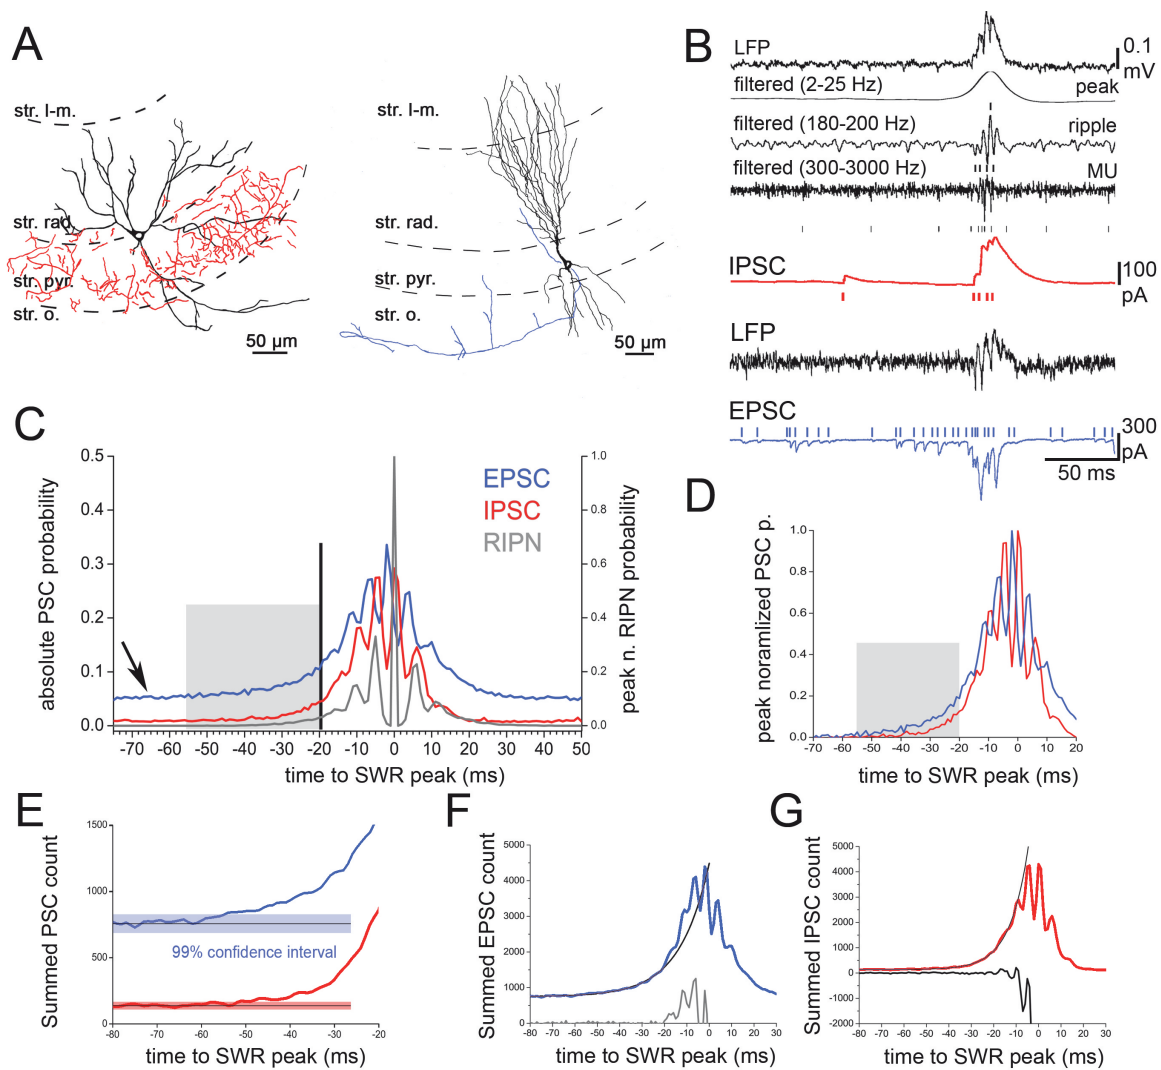 A
str. l-m.
str. rad.
str. pyr.
str. o.
50 µm
str. l-m.
str. rad.
str. pyr.
str. o.
50 µm
B
LFP
0.1
mV
filtered (2-25 Hz)
peak
filtered (180-200 Hz)
ripple
filtered (300-3000 Hz)
MU
IPSC
100
pA
LFP
EPSC
300
pA
50 ms
C
absolute PSC probability
0.5
0.4
0.3
0.2
0.1
0.0
EPSC
IPSC
RIPN
1.0
0.8
0.6
0.4
0.2
0.0
peak n. RIPN probability
-70 -60 -50 -40 -30 -20 -10 0 10 20 30 40 50
time to SWR peak (ms)
D
peak noramlized PSC p.
1.0
0.8
0.6
0.4
0.2
0.0
-70 -60 -50 -40 -30 -20 -10 0 10 20
time to SWR peak (ms)
E
Summed PSC count
1500
1000
500
0
99% confidence interval
-80 -70 -60 -50 -40 -30 -20
time to SWR peak (ms)
F
Summed EPSC count
5000
4500
4000
3500
3000
2500
2000
1500
1000
500
0
-80 -70 -60 -50 -40 -30 -20 -10 0 10 20 30
time to SWR peak (ms)
G
Summed IPSC count
5000
4000
3000
2000
1000
0
-1000
-2000
-80 -70 -60 -50 -40 -30 -20 -10 0 10 20 30
time to SWR peak (ms)